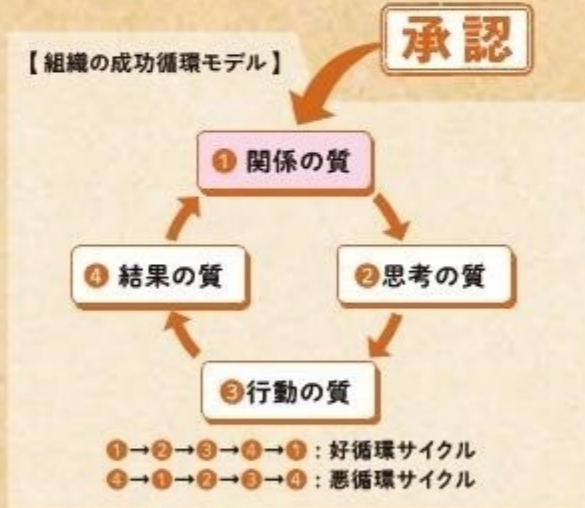 承認
【組織の成功循環モデル】
❶ 関係の質
❹ 結果の質
❷思考の質
❸行動の質
❶→❷→❸→❹→❶：好循環サイクル
❹→❶→❷→❸→❹：悪循環サイクル